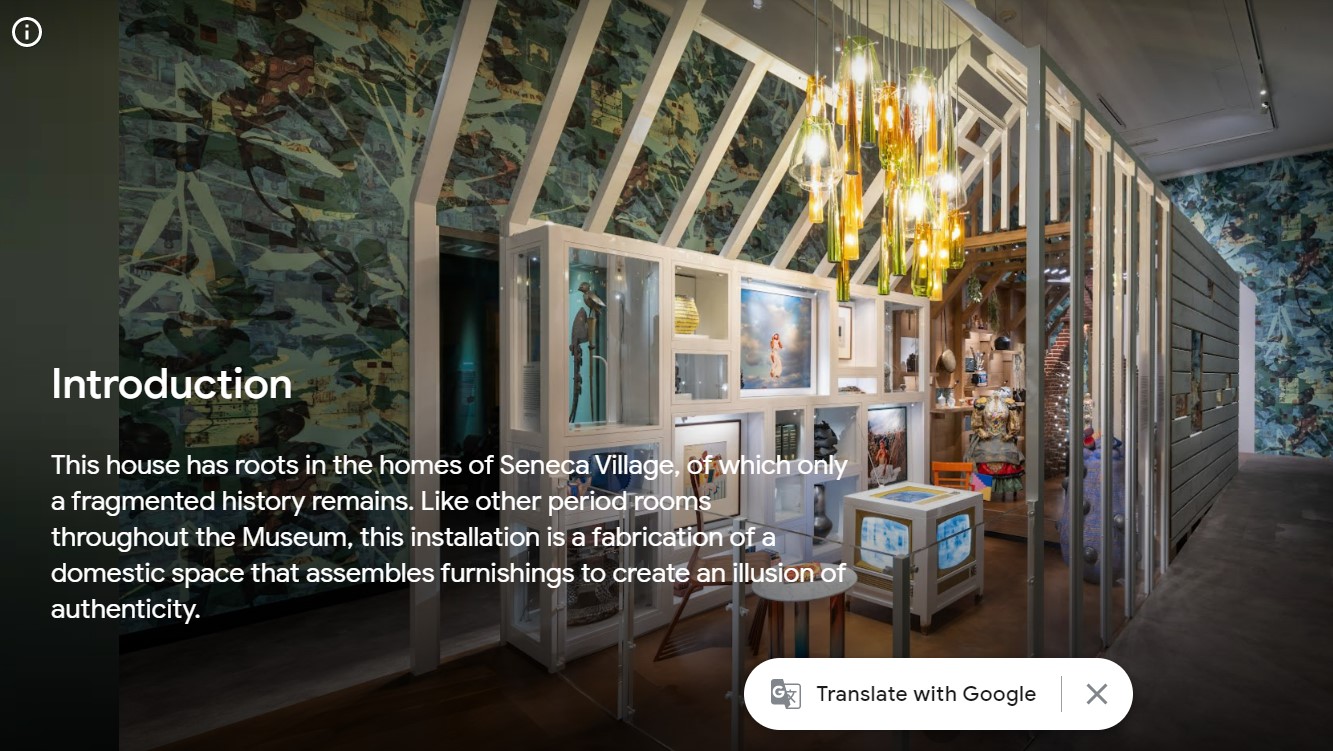 Introduction
This house has roots in the homes of Seneca Village, of which only
a fragmented history remains. Like other period rooms
throughout the Museum, this installation is a fabrication of a
domestic space that assembles furnishings to create an illusion of
authenticity.
Translate with Google